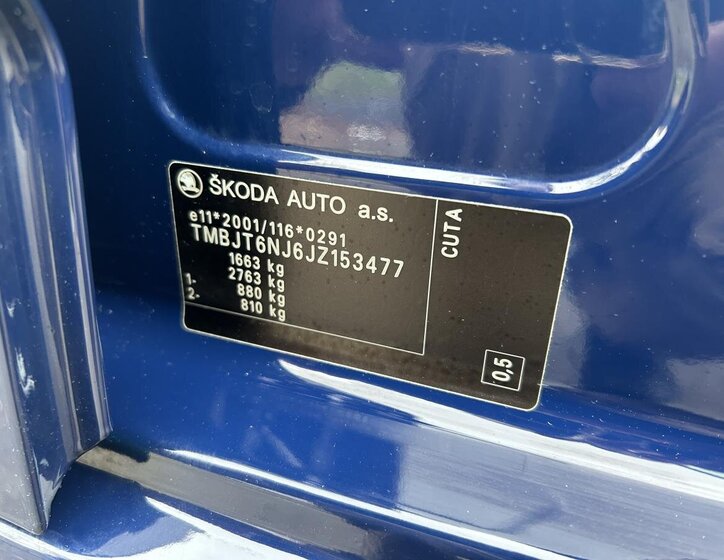 ŠKODA AUTO a.s.
e11*2001/116*0291
TMBJT6NJ6JZ153477
1663 kg
2763 kg
1- 880 kg
2- 810 kg
CUTA
0,5